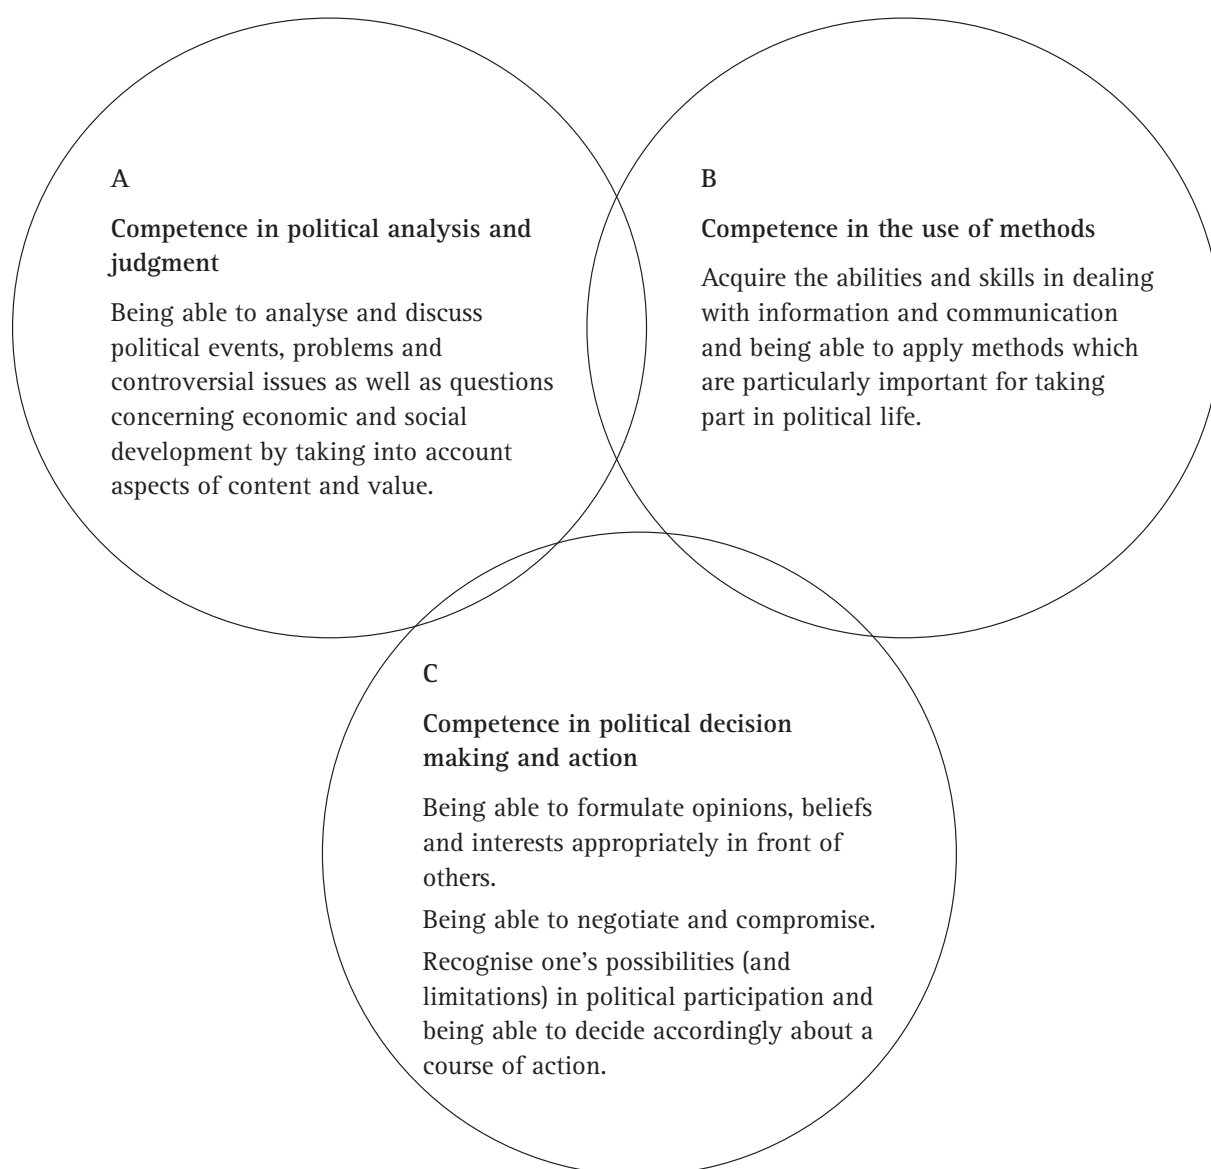 A
Competence in political analysis and
judgment
Being able to analyse and discuss
political events, problems and
controversial issues as well as questions
concerning economic and social
development by taking into account
aspects of content and value.
B
Competence in the use of methods
Acquire the abilities and skills in dealing
with information and communication
and being able to apply methods which
are particularly important for taking
part in political life.
C
Competence in political decision
making and action
Being able to formulate opinions, beliefs
and interests appropriately in front of
others.
Being able to negotiate and compromise.
Recognise one’s possibilities (and
limitations) in political participation and
being able to decide accordingly about a
course of action.